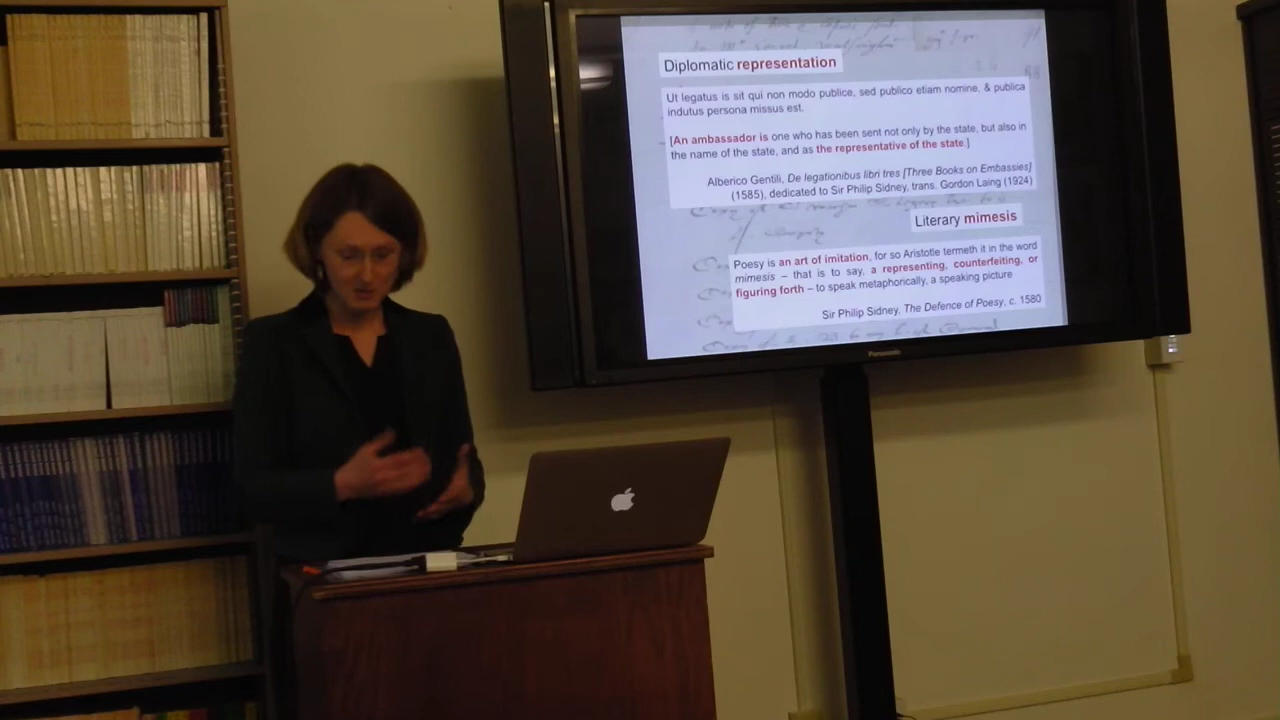 Diplomatic representation
Ut legatus is sit qui non modo publice, sed publico etiam nomine, & publica
indutus persona missus est.
[An ambassador is one who has been sent not only by the state, but also in
the name of the state, and as the representative of the state.]
Alberico Gentili, De legationibus libri tres [Three Books on Embassies]
(1585), dedicated to Sir Philip Sidney, trans. Gordon Laing (1924)
Literary mimesis
Poesy is an art of imitation, for so Aristotle termeth it in the word
mimesis – that is to say, a representing, counterfeiting, or
figuring forth – to speak metaphorically, a speaking picture
Sir Philip Sidney, The Defence of Poesy, c. 1580
Panasonic